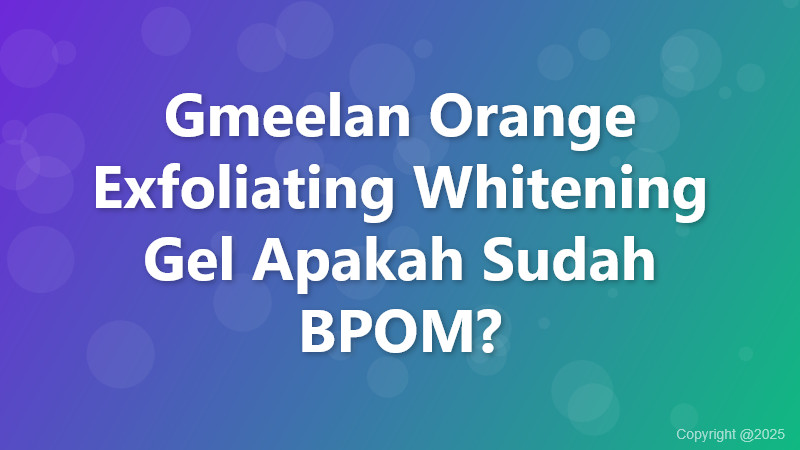 Gmeelan Orange
Exfoliating Whitening
Gel Apakah Sudah
BPOM?
Copyright @2025